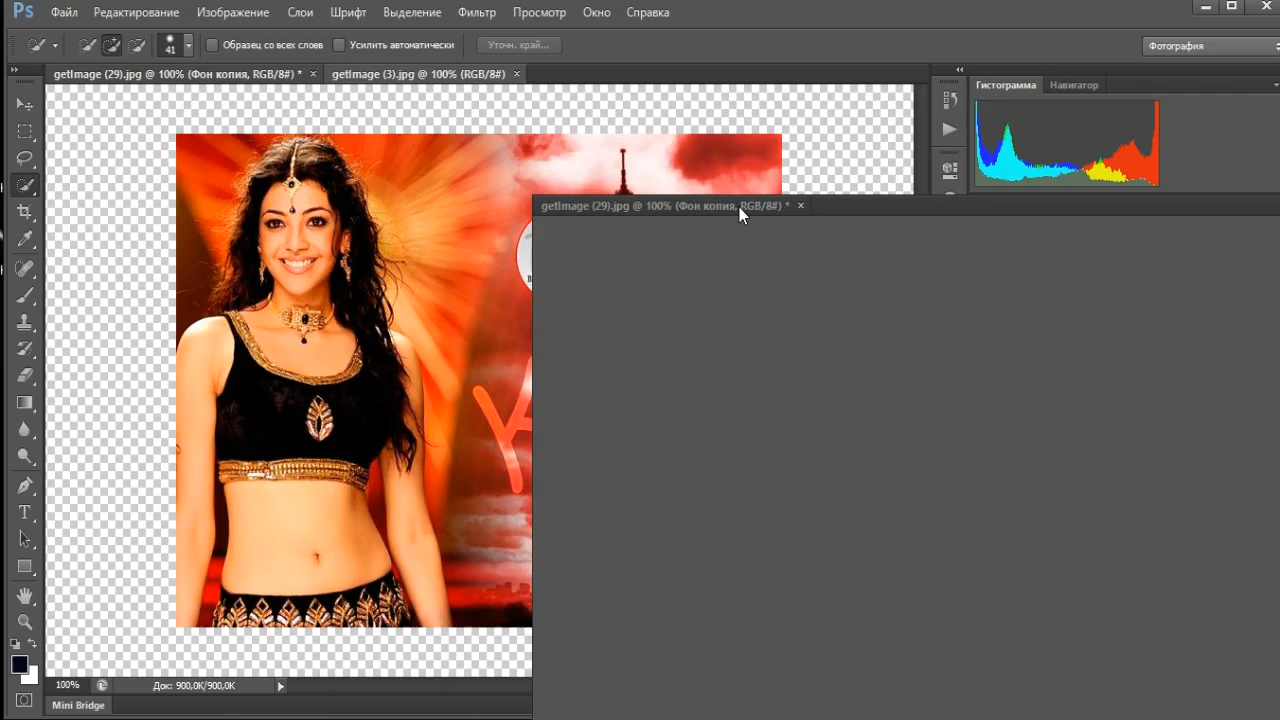 Ps Файл Редактирование Изображение Слои Шрифт Выделение Фильтр Просмотр Окно Справка
41 Образец со всех слоев Усилить автоматически Уточн. край... Фотография
getImage (29).jpg @ 100% (Фон копия, RGB/8#) * × getImage (3).jpg @ 100% (RGB/8#) ×
Гистограмма Навигатор
getImage (29).jpg @ 100% (Фон копия, RGB/8#) * ×
100% Док: 900,0K/900,0K
Mini Bridge